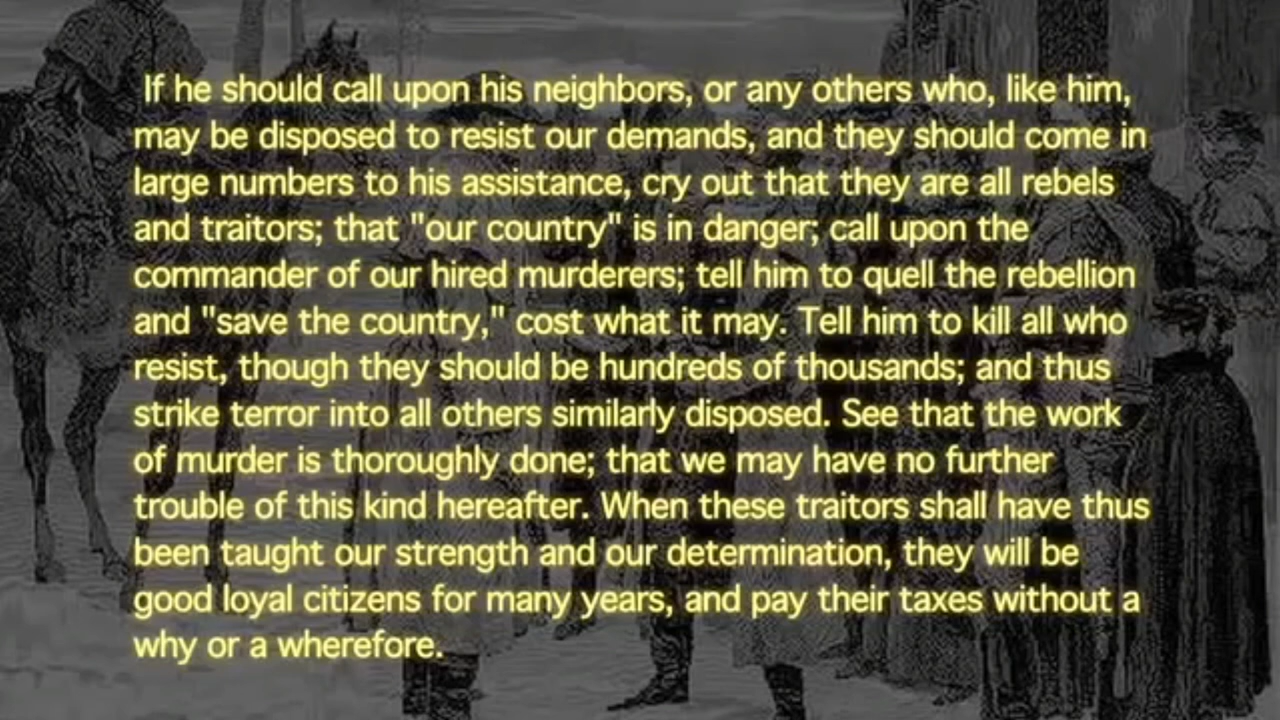 If he should call upon his neighbors, or any others who, like him,
may be disposed to resist our demands, and they should come in
large numbers to his assistance, cry out that they are all rebels
and traitors; that "our country" is in danger; call upon the
commander of our hired murderers; tell him to quell the rebellion
and "save the country," cost what it may. Tell him to kill all who
resist, though they should be hundreds of thousands; and thus
strike terror into all others similarly disposed. See that the work
of murder is thoroughly done; that we may have no further
trouble of this kind hereafter. When these traitors shall have thus
been taught our strength and our determination, they will be
good loyal citizens for many years, and pay their taxes without a
why or a wherefore.